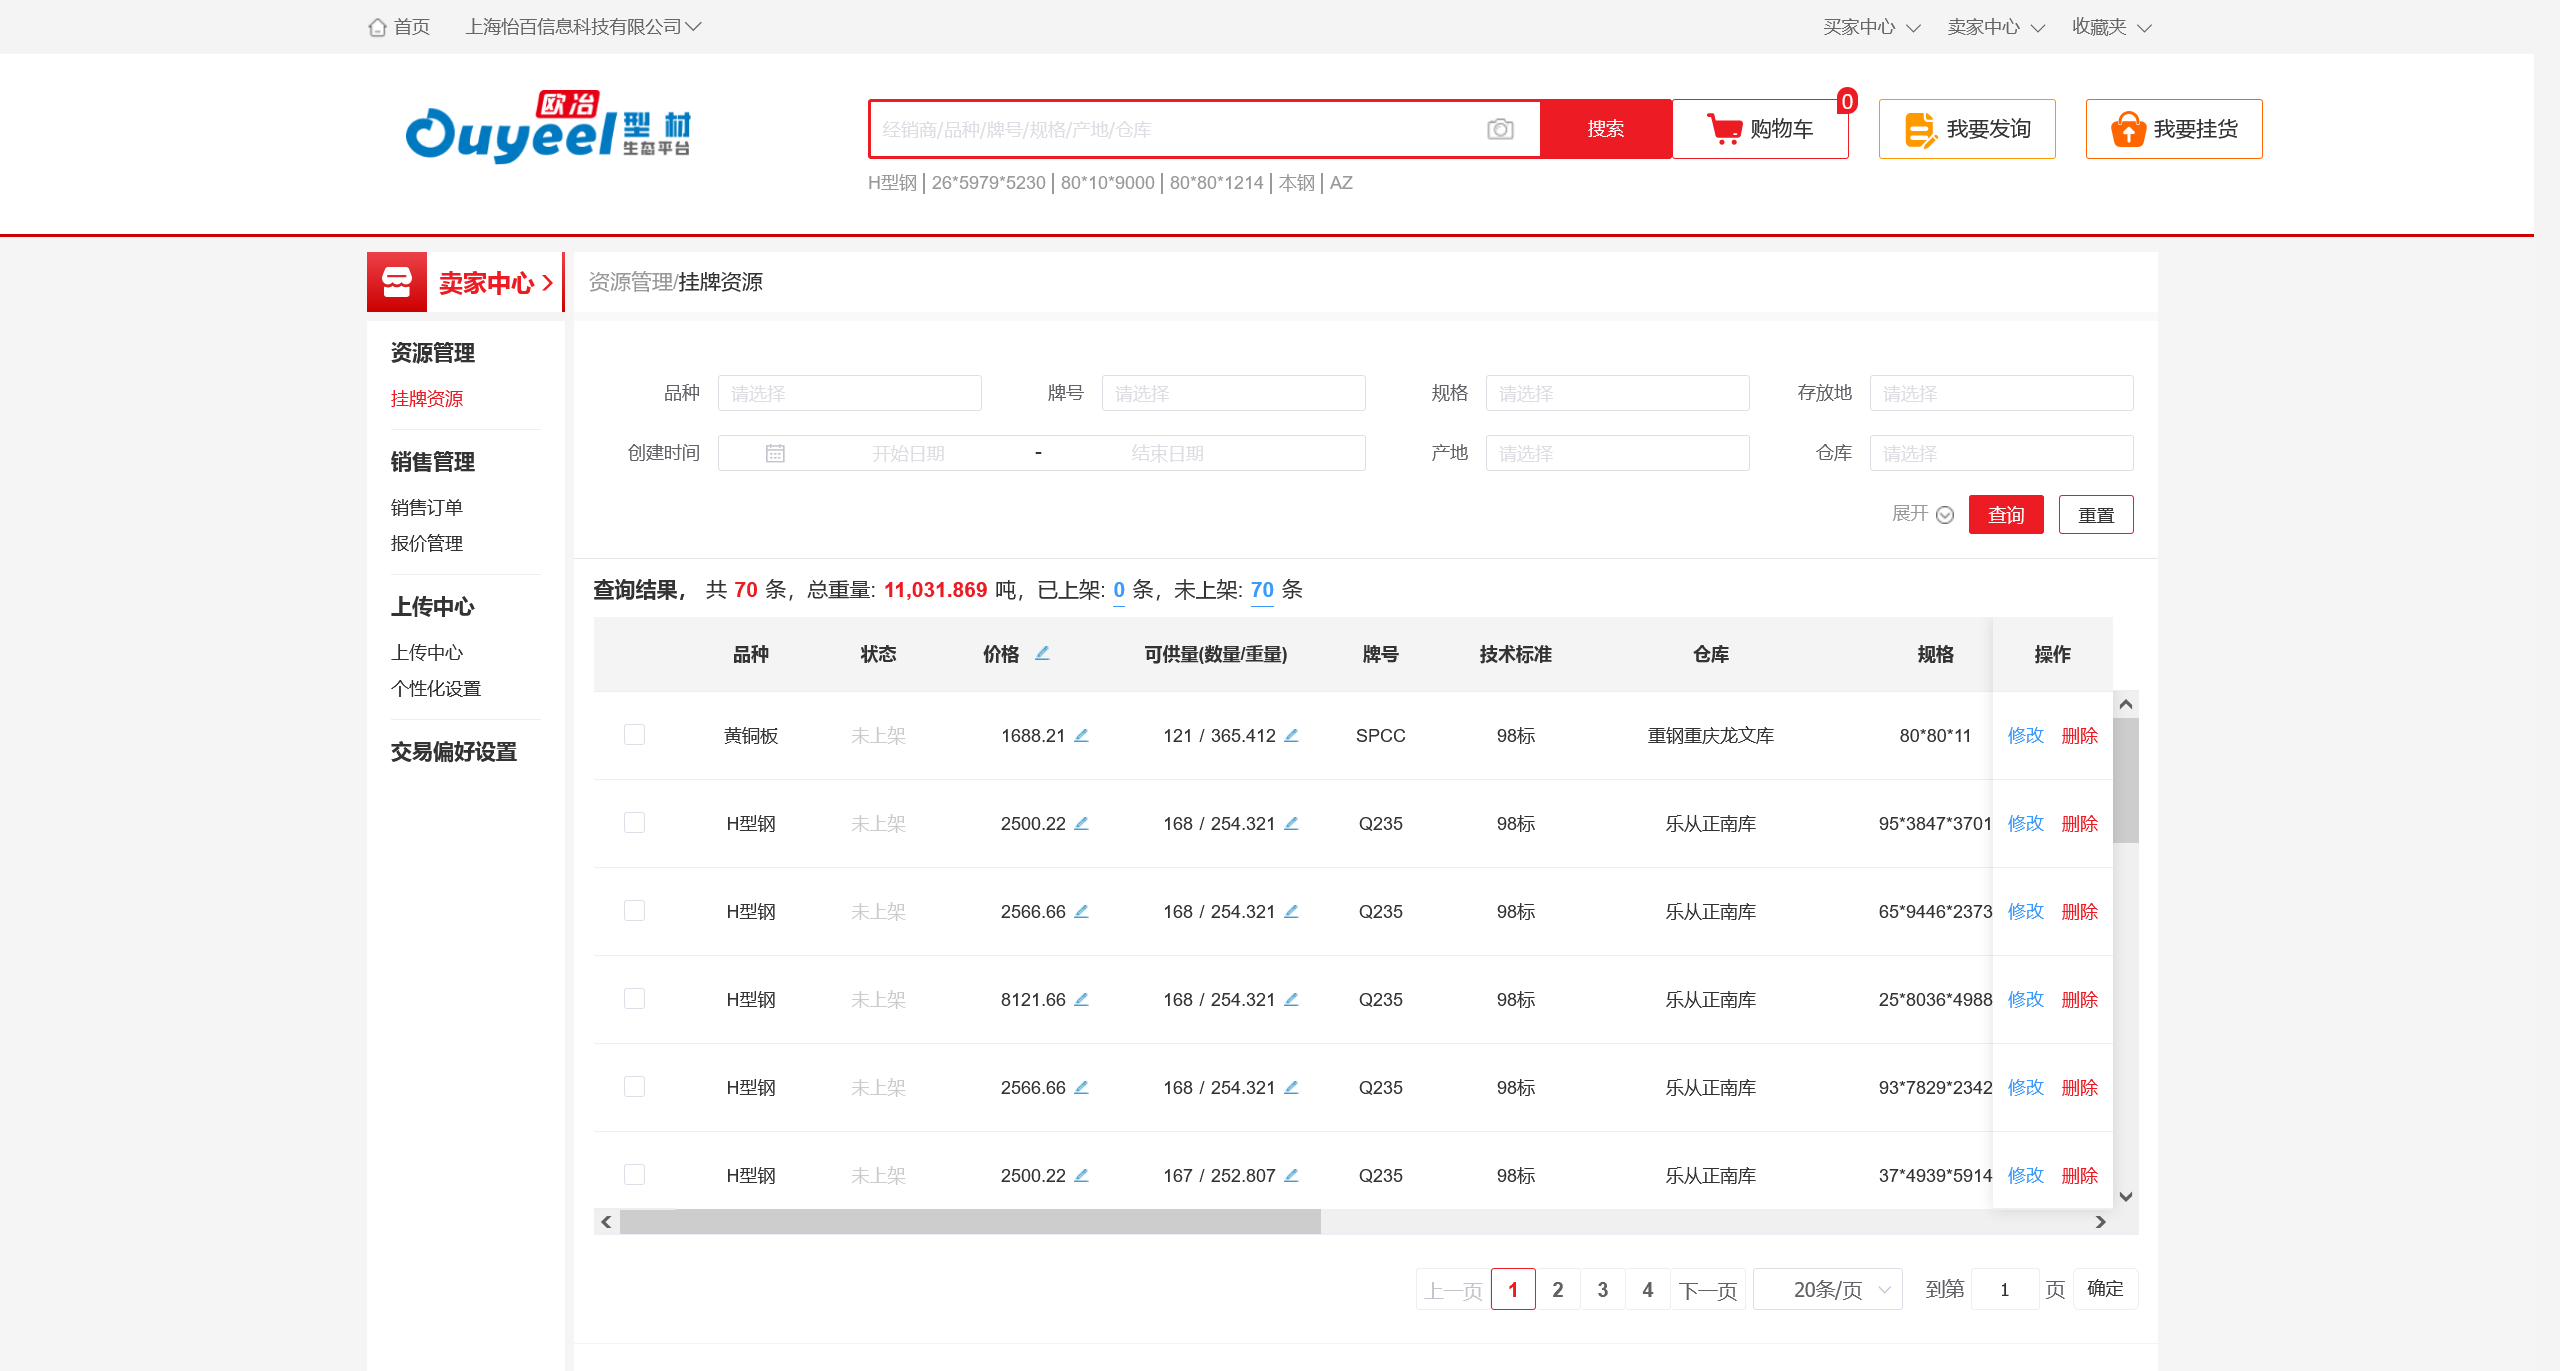 首页 上海怡百信息科技有限公司 买家中心 卖家中心 收藏夹
欧冶 Ouyeel 型材 生态平台
经销商/品种/牌号/规格/产地/仓库 搜索 购物车 0 我要发询 我要挂货
H型钢 | 26*5979*5230 | 80*10*9000 | 80*80*1214 | 本钢 | AZ
卖家中心 资源管理/挂牌资源
资源管理
挂牌资源
销售管理
销售订单
报价管理
上传中心
上传中心
个性化设置
交易偏好设置
品种 请选择 牌号 请选择 规格 请选择 存放地 请选择
创建时间 开始日期 - 结束日期 产地 请选择 仓库 请选择
展开 查询 重置
查询结果， 共 70 条，总重量: 11,031.869 吨，已上架: 0 条，未上架: 70 条
品种 状态 价格 可供量(数量/重量) 牌号 技术标准 仓库 规格 操作
黄铜板 未上架 1688.21 121 / 365.412 SPCC 98标 重钢重庆龙文库 80*80*11 修改 删除
H型钢 未上架 2500.22 168 / 254.321 Q235 98标 乐从正南库 95*3847*3701 修改 删除
H型钢 未上架 2566.66 168 / 254.321 Q235 98标 乐从正南库 65*9446*2373 修改 删除
H型钢 未上架 8121.66 168 / 254.321 Q235 98标 乐从正南库 25*8036*4988 修改 删除
H型钢 未上架 2566.66 168 / 254.321 Q235 98标 乐从正南库 93*7829*2342 修改 删除
H型钢 未上架 2500.22 167 / 252.807 Q235 98标 乐从正南库 37*4939*5914 修改 删除
上一页 1 2 3 4 下一页 20条/页 到第 1 页 确定